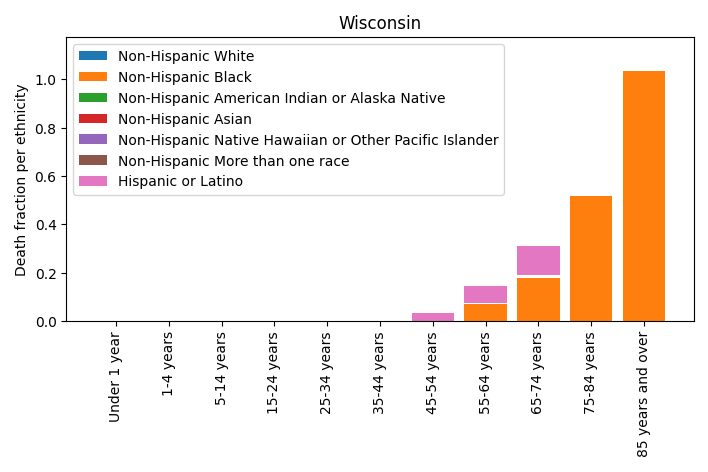 Wisconsin
Death fraction per ethnicity
1.0
0.8
0.6
0.4
0.2
0.0
Non-Hispanic White
Non-Hispanic Black
Non-Hispanic American Indian or Alaska Native
Non-Hispanic Asian
Non-Hispanic Native Hawaiian or Other Pacific Islander
Non-Hispanic More than one race
Hispanic or Latino
Under 1 year
1-4 years
5-14 years
15-24 years
25-34 years
35-44 years
45-54 years
55-64 years
65-74 years
75-84 years
85 years and over